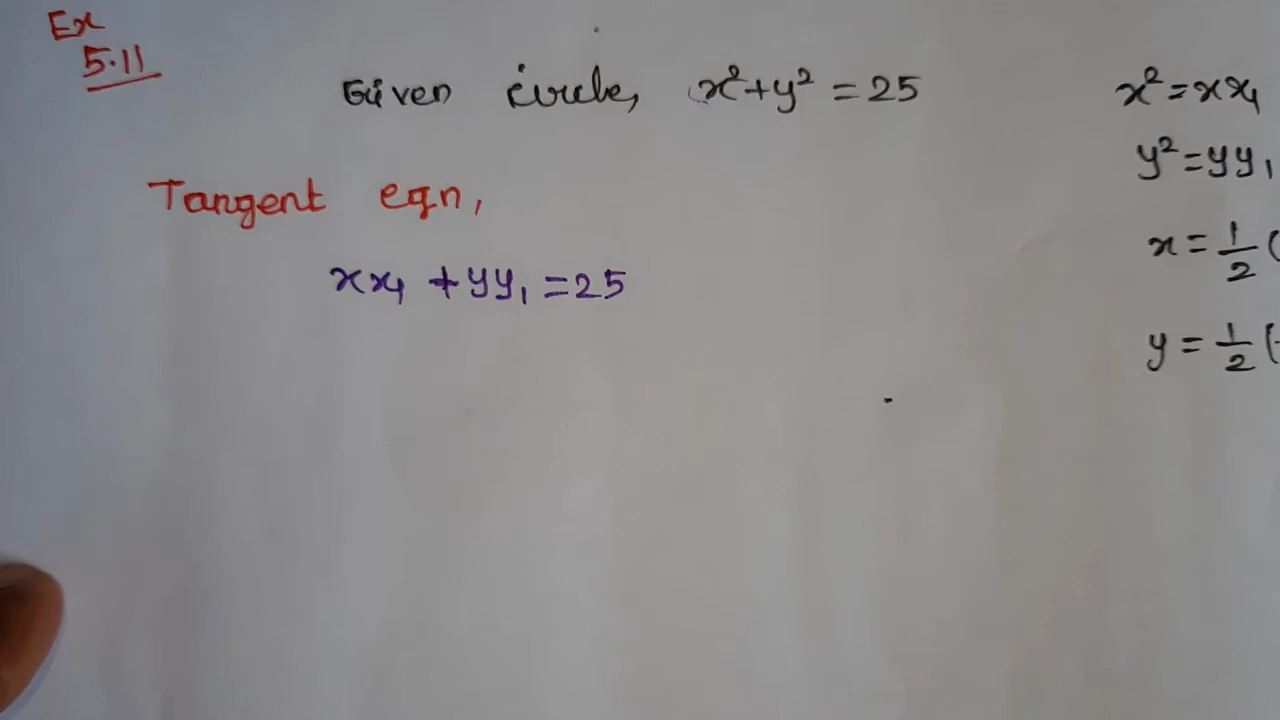 Ex
5.11
Given circle, x²+y² = 25
Tangent eqn,
xx₁ + yy₁ = 25
x² = xx₁
y² = yy₁
x = 1/2 (
y = 1/2 (